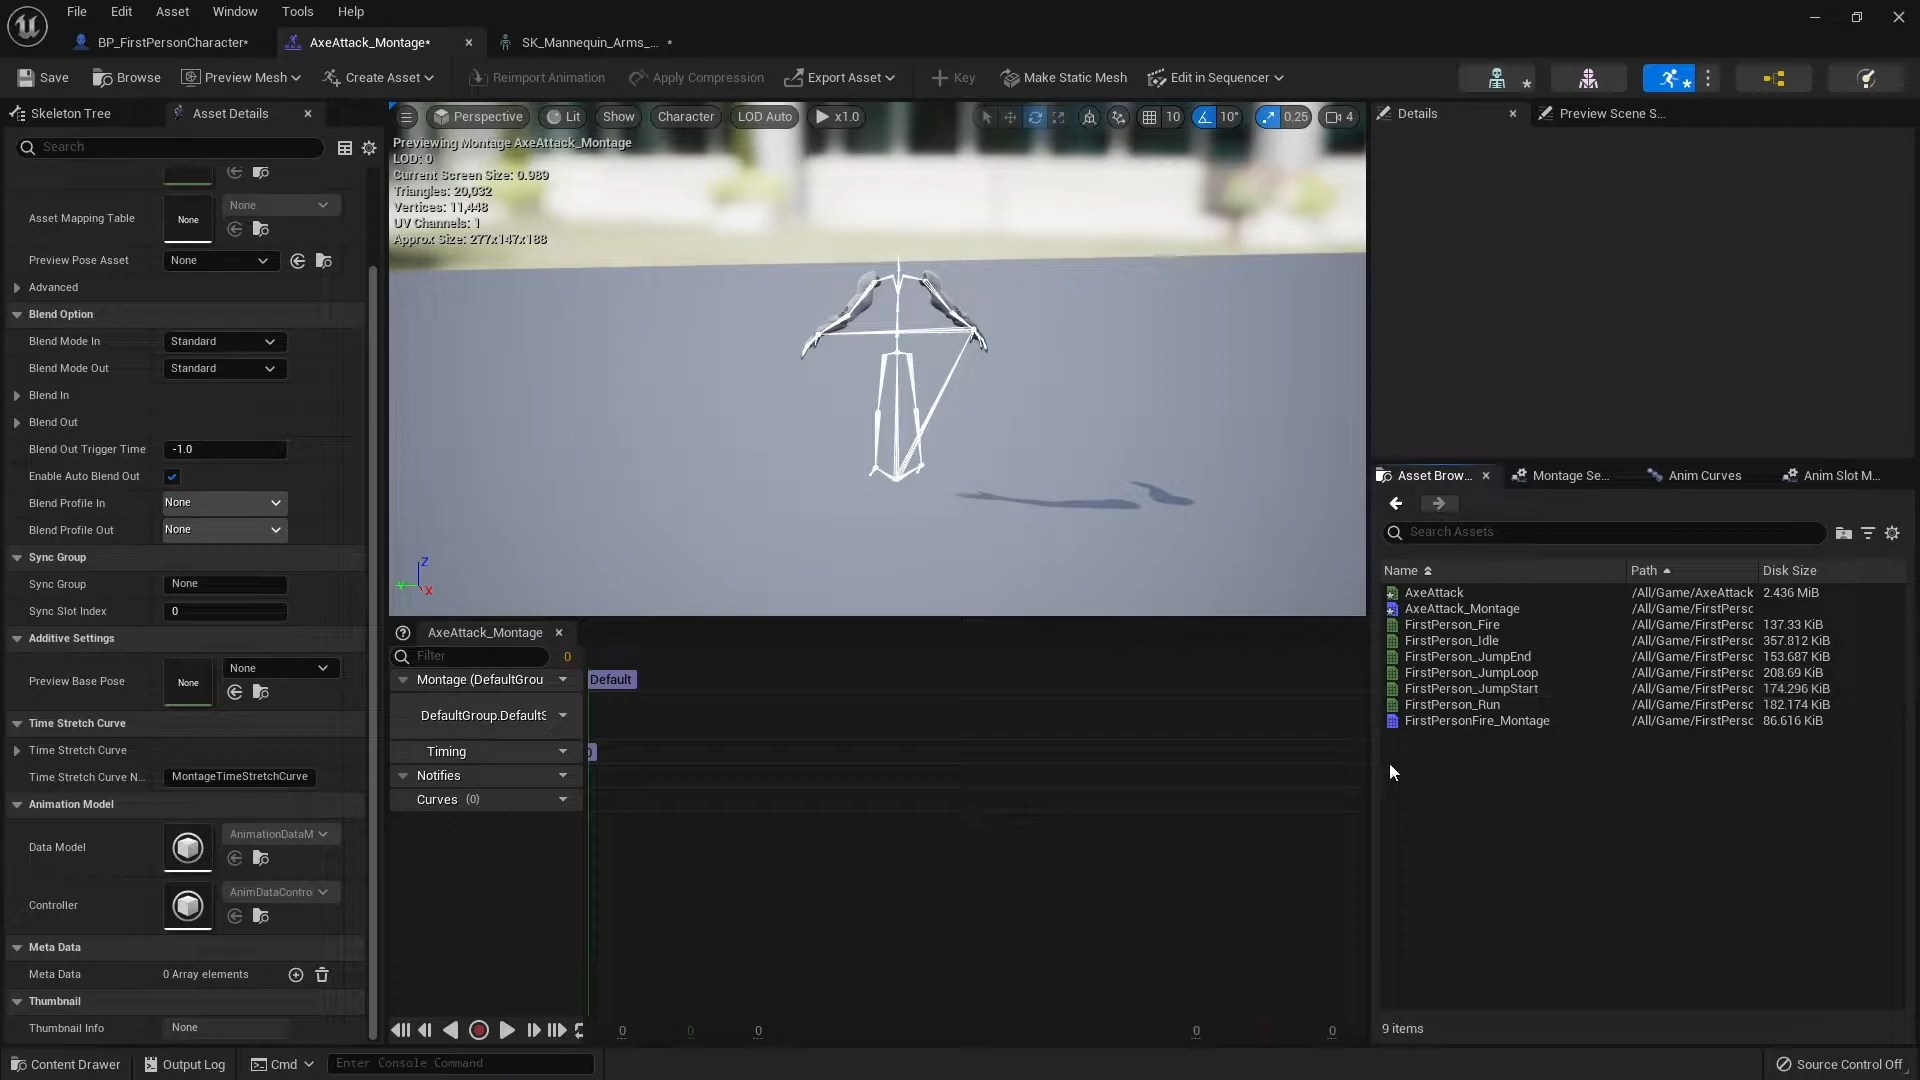 File Edit Asset Window Tools Help
BP_FirstPersonCharacter* AxeAttack_Montage* SK_Mannequin_Arms_... *
Save Browse Preview Mesh Create Asset Reimport Animation Apply Compression Export Asset Key Make Static Mesh Edit in Sequencer
Skeleton Tree Asset Details
Search
Asset Mapping Table None None
Preview Pose Asset None
Advanced
Blend Option
Blend Mode In Standard
Blend Mode Out Standard
Blend In
Blend Out
Blend Out Trigger Time -1.0
Enable Auto Blend Out
Blend Profile In None
Blend Profile Out None
Sync Group
Sync Group None
Sync Slot Index 0
Additive Settings
Preview Base Pose None None
Time Stretch Curve
Time Stretch Curve
Time Stretch Curve N... MontageTimeStretchCurve
Animation Model
Data Model AnimationDataM
Controller AnimDataContro
Meta Data
Meta Data 0 Array elements
Thumbnail
Thumbnail Info None
Perspective Lit Show Character LOD Auto x1.0 10 10° 0.25 4
Previewing Montage AxeAttack_Montage
LOD: 0
Current Screen Size: 0.989
Triangles: 20,032
Vertices: 11,448
UV Channels: 1
Approx Size: 277x147x188
Z
Y X
AxeAttack_Montage
Filter 0
Montage (DefaultGrou Default
DefaultGroup.DefaultS
Timing 0
Notifies
Curves (0)
0 0 0 0 0
Details Preview Scene S...
Asset Brow... Montage Se... Anim Curves Anim Slot M...
Search Assets
Name Path Disk Size
AxeAttack /All/Game/AxeAttack 2.436 MiB
AxeAttack_Montage /All/Game/FirstPersc
FirstPerson_Fire /All/Game/FirstPersc 137.33 KiB
FirstPerson_Idle /All/Game/FirstPersc 357.812 KiB
FirstPerson_JumpEnd /All/Game/FirstPersc 153.687 KiB
FirstPerson_JumpLoop /All/Game/FirstPersc 208.69 KiB
FirstPerson_JumpStart /All/Game/FirstPersc 174.296 KiB
FirstPerson_Run /All/Game/FirstPersc 182.174 KiB
FirstPersonFire_Montage /All/Game/FirstPersc 86.616 KiB
9 items
Content Drawer Output Log Cmd Enter Console Command Source Control Off